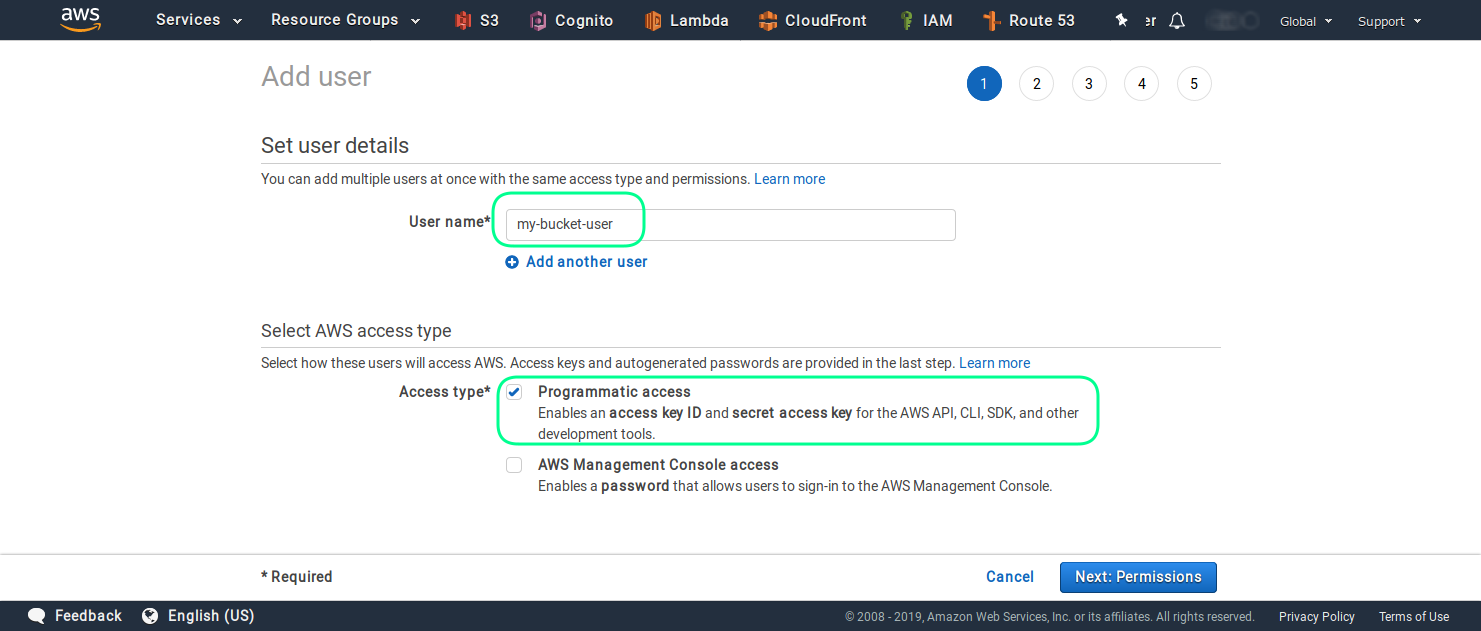 aws Services Resource Groups S3 Cognito Lambda CloudFront IAM Route 53 er Global Support
Add user
1 2 3 4 5
Set user details
You can add multiple users at once with the same access type and permissions. Learn more
User name* my-bucket-user
Add another user
Select AWS access type
Select how these users will access AWS. Access keys and autogenerated passwords are provided in the last step. Learn more
Access type* Programmatic access
Enables an access key ID and secret access key for the AWS API, CLI, SDK, and other
development tools.
AWS Management Console access
Enables a password that allows users to sign-in to the AWS Management Console.
* Required Cancel Next: Permissions
Feedback English (US) © 2008 - 2019, Amazon Web Services, Inc. or its affiliates. All rights reserved. Privacy Policy Terms of Use